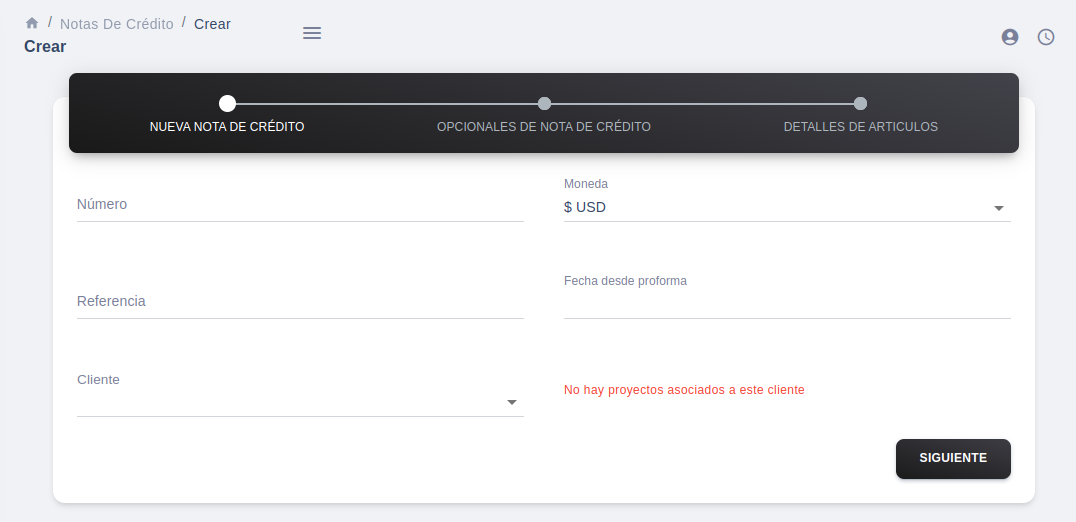 / Notas De Crédito / Crear
Crear
NUEVA NOTA DE CRÉDITO
OPCIONALES DE NOTA DE CRÉDITO
DETALLES DE ARTICULOS
Número
Moneda
$ USD
Referencia
Fecha desde proforma
Cliente
No hay proyectos asociados a este cliente
SIGUIENTE